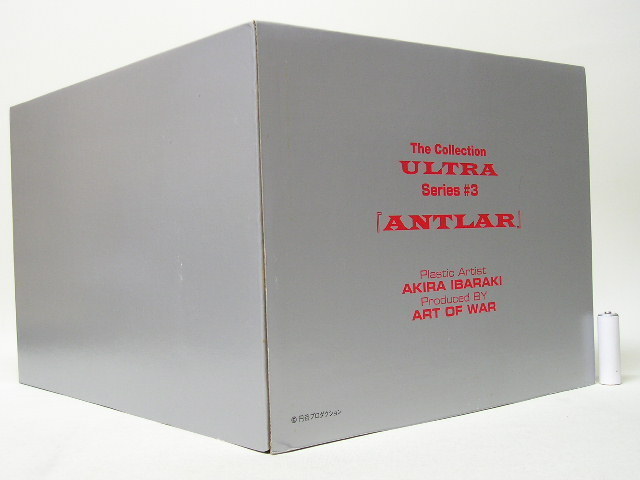 The Collection
ULTRA
Series #3
『ANTLAR』
Plastic Artist
AKIRA IBARAKI
Produced BY
ART OF WAR
© 円谷プロダクション